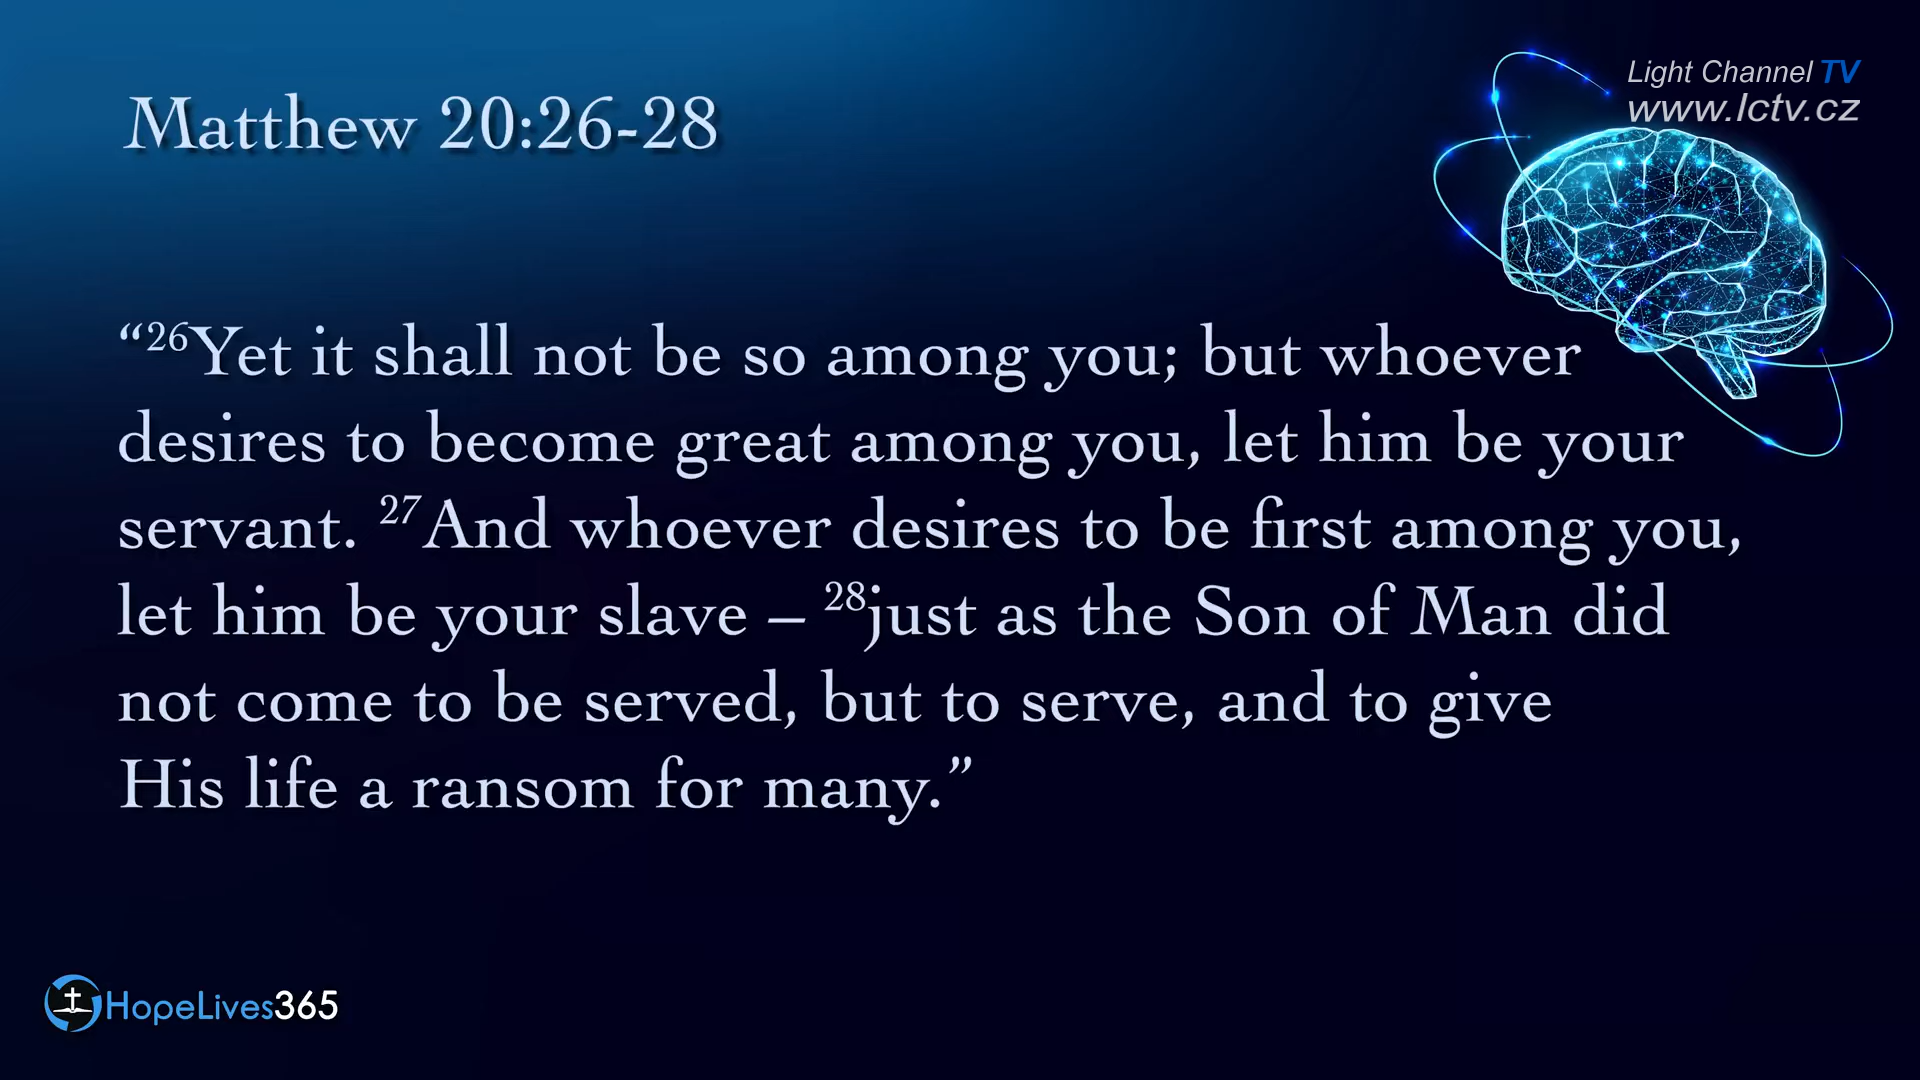 Light Channel TV
www.lctv.cz
Matthew 20:26-28
“²⁶Yet it shall not be so among you; but whoever
desires to become great among you, let him be your
servant. ²⁷And whoever desires to be first among you,
let him be your slave – ²⁸just as the Son of Man did
not come to be served, but to serve, and to give
His life a ransom for many.”
HopeLives365